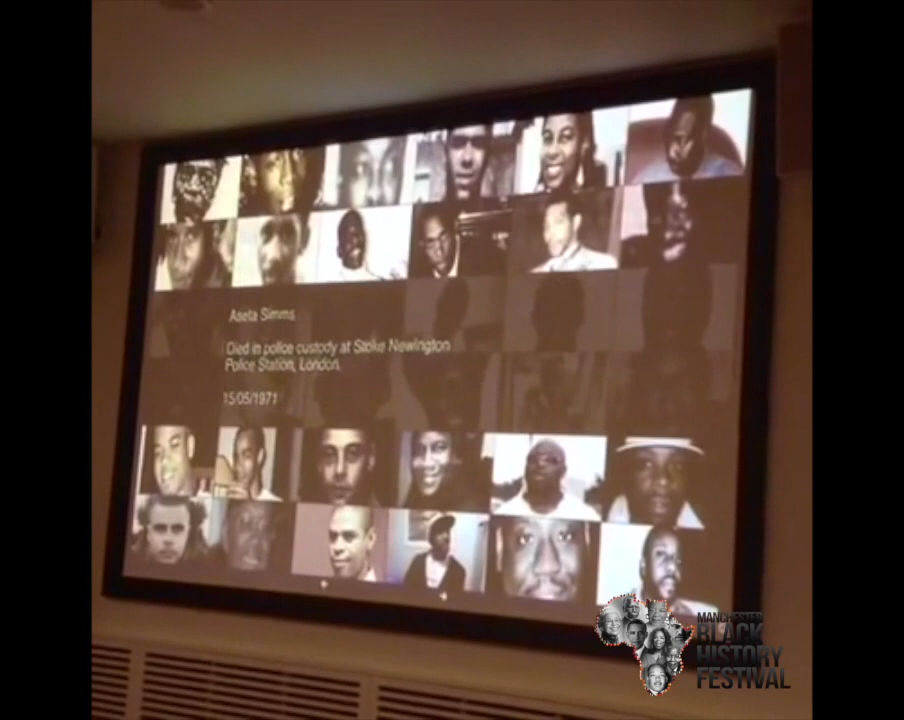 Aseta Simms
Died in police custody at Stoke Newington
Police Station, London.
15/05/1971
MANCHESTER
BLACK
HISTORY
FESTIVAL